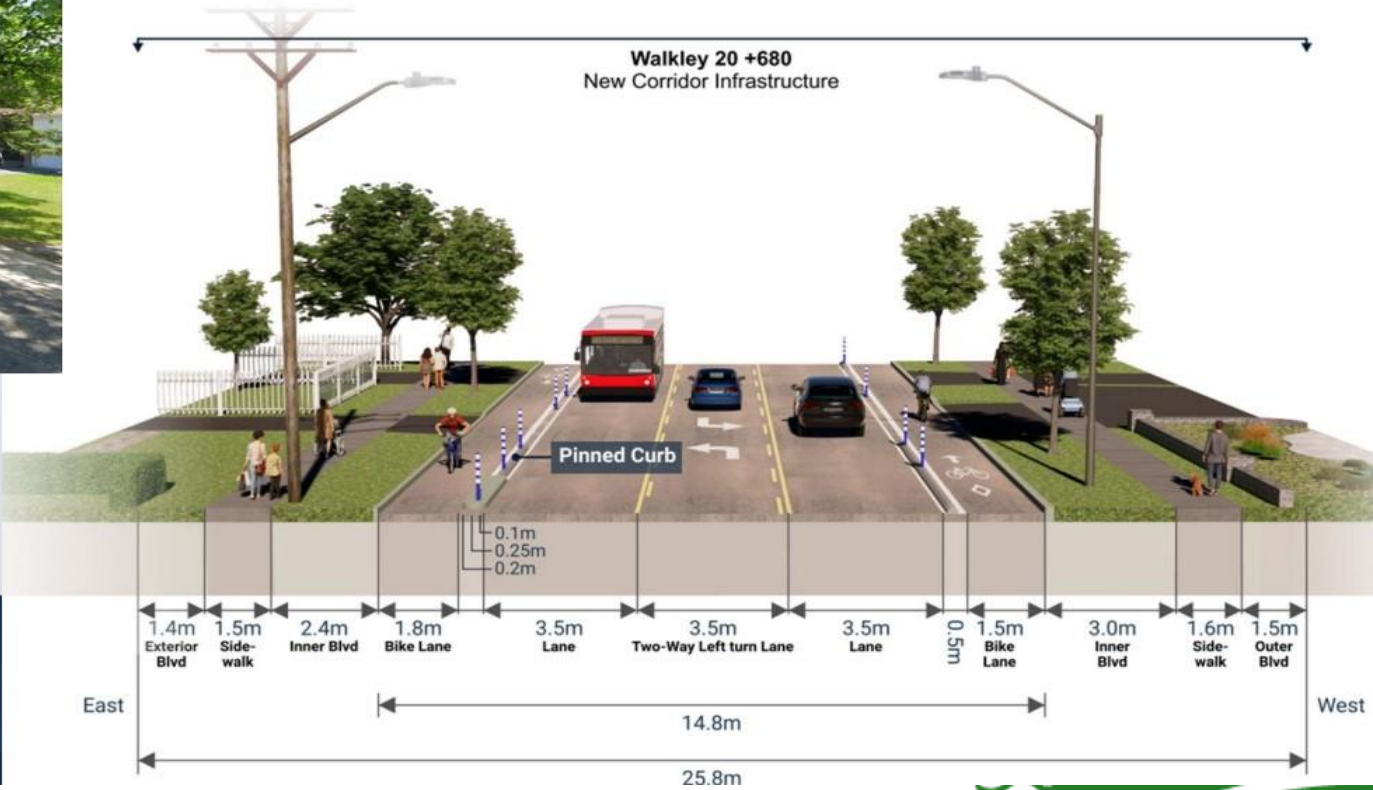 Walkley 20 +680
New Corridor Infrastructure
Pinned Curb
0.1m
0.25m
0.2m
1.4m
Exterior
Blvd
1.5m
Side-
walk
2.4m
Inner Blvd
1.8m
Bike Lane
3.5m
Lane
3.5m
Two-Way Left turn Lane
3.5m
Lane
0.5m
1.5m
Bike
Lane
3.0m
Inner
Blvd
1.6m
Side-
walk
1.5m
Outer
Blvd
East
West
14.8m
25.8m